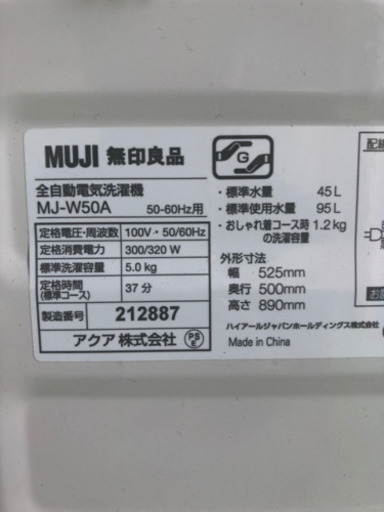 MUJI 無印良品
全自動電気洗濯機
MJ-W50A 50-60Hz用
定格電圧・周波数 100V・50/60Hz
定格消費電力 300/320 W
標準洗濯容量 5.0 kg
定格時間 (標準コース) 37 分
製造番号 212887
アクア 株式会社 PSE
G
・標準水量 45 L
・標準使用水量 95 L
・おしゃれ着コース時 1.2 kg
の洗濯容量
外形寸法
幅 525mm
奥行 500mm
高さ 890mm
ハイアールジャパンホールディングス株式会
Made in China
配線